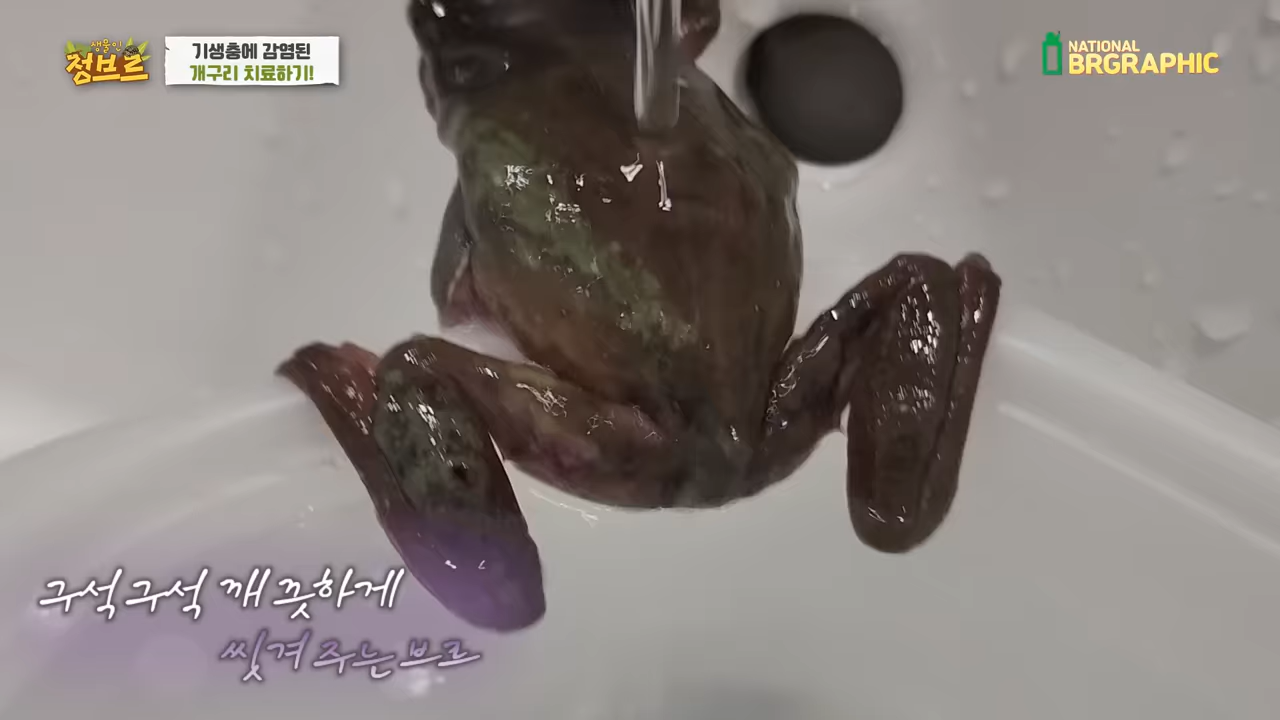 생물인
정브르
기생충에 감염된
개구리 치료하기!
NATIONAL
BRGRAPHIC
구석구석 깨끗하게
씻겨 주는 브르